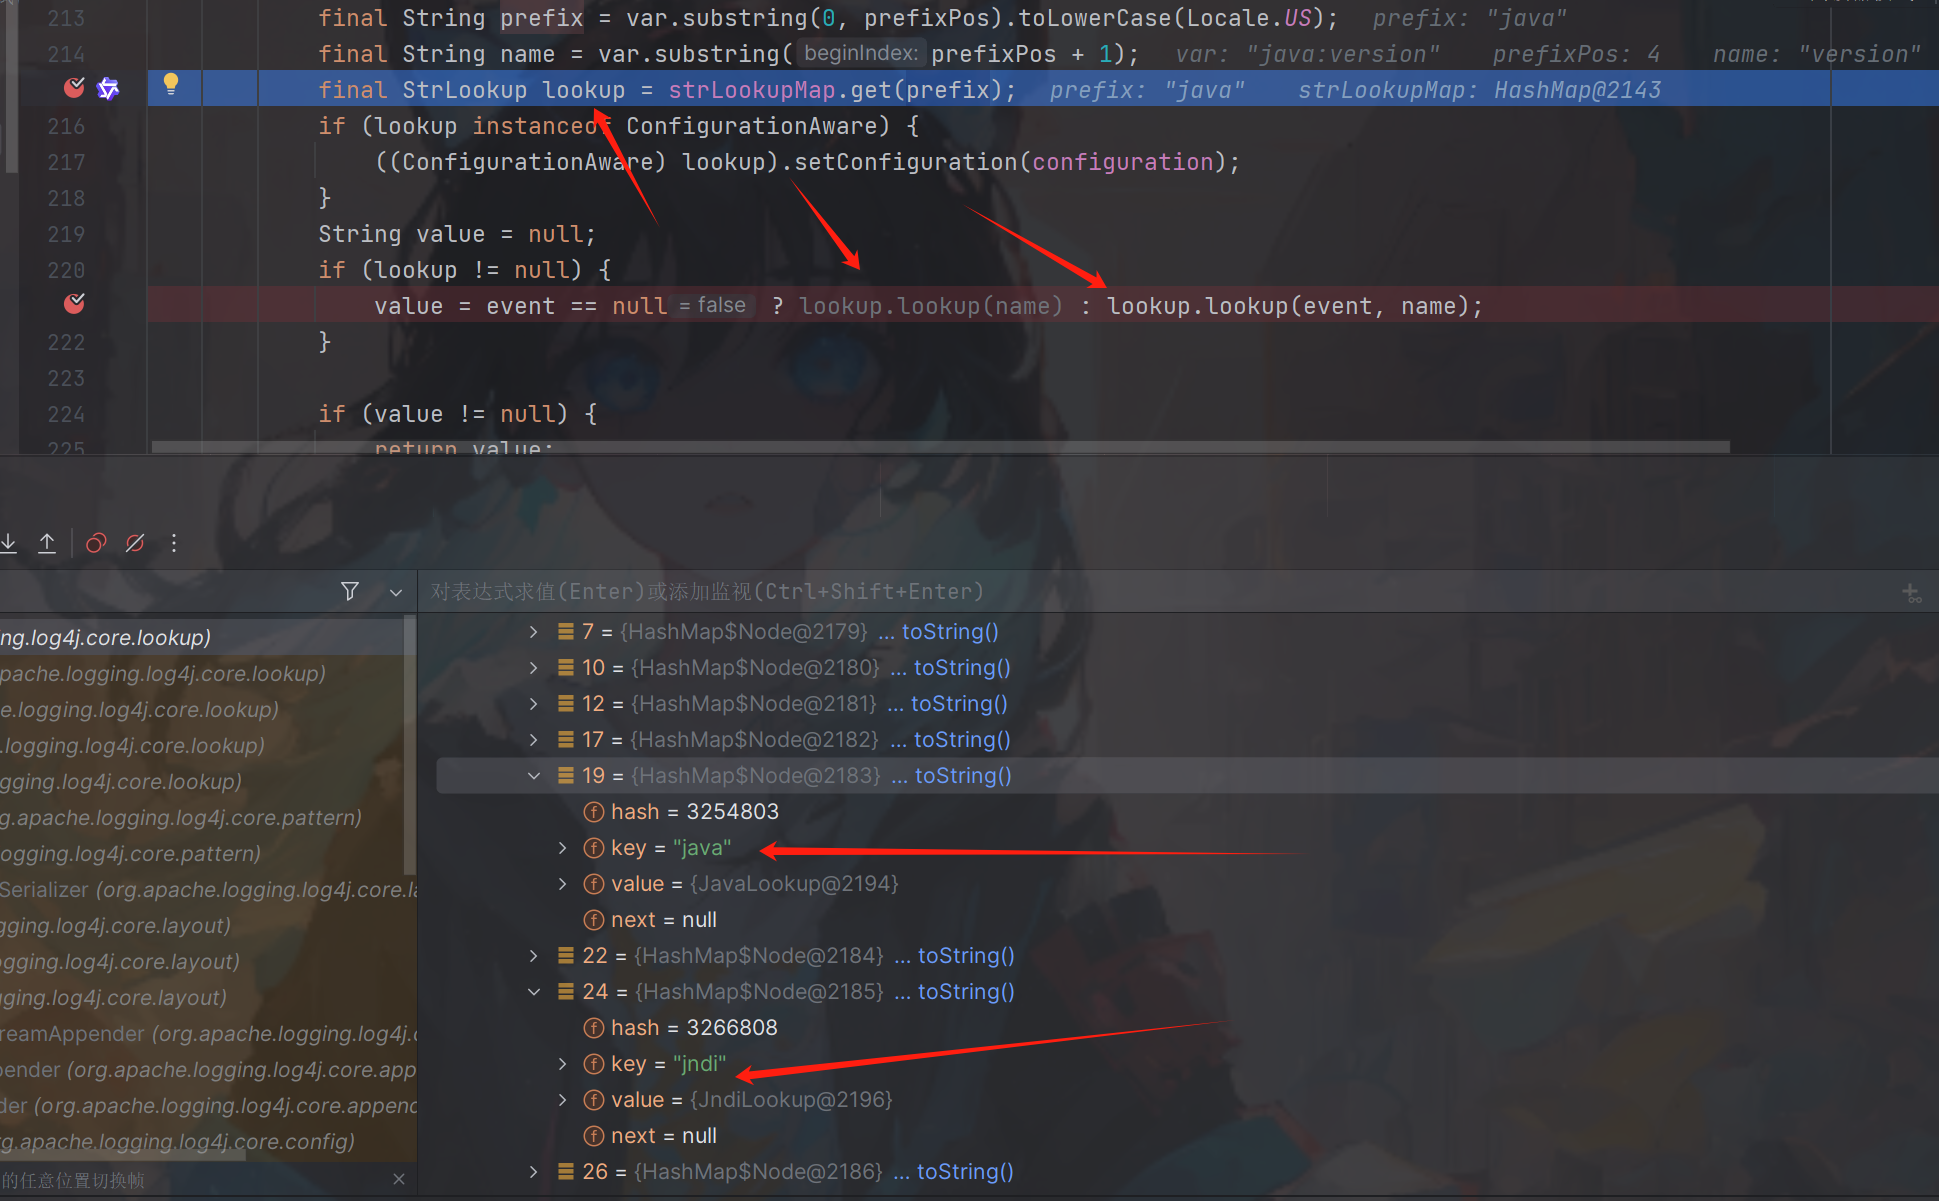 213 final String prefix = var.substring(0, prefixPos).toLowerCase(Locale.US); prefix: "java"
214 final String name = var.substring( beginIndex: prefixPos + 1); var: "java:version" prefixPos: 4 name: "version"
final StrLookup lookup = strLookupMap.get(prefix); prefix: "java" strLookupMap: HashMap@2143
216 if (lookup instanceof ConfigurationAware) {
217 ((ConfigurationAware) lookup).setConfiguration(configuration);
218 }
219 String value = null;
220 if (lookup != null) {
value = event == null = false ? lookup.lookup(name) : lookup.lookup(event, name);
222 }
223
224 if (value != null) {
225 return value;
对表达式求值(Enter)或添加监视(Ctrl+Shift+Enter)
ng.log4j.core.lookup)
pache.logging.log4j.core.lookup)
e.logging.log4j.core.lookup)
.logging.log4j.core.lookup)
gging.log4j.core.lookup)
g.apache.logging.log4j.core.pattern)
ogging.log4j.core.pattern)
Serializer (org.apache.logging.log4j.core.la
gging.log4j.core.layout)
ogging.log4j.core.layout)
ging.log4j.core.layout)
reamAppender (org.apache.logging.log4j.c
pender (org.apache.logging.log4j.core.app
der (org.apache.logging.log4j.core.append
rg.apache.logging.log4j.core.config)
的任意位置切换帧
7 = {HashMap$Node@2179} ... toString()
10 = {HashMap$Node@2180} ... toString()
12 = {HashMap$Node@2181} ... toString()
17 = {HashMap$Node@2182} ... toString()
19 = {HashMap$Node@2183} ... toString()
f hash = 3254803
f key = "java"
f value = {JavaLookup@2194}
f next = null
22 = {HashMap$Node@2184} ... toString()
24 = {HashMap$Node@2185} ... toString()
f hash = 3266808
f key = "jndi"
f value = {JndiLookup@2196}
f next = null
26 = {HashMap$Node@2186} ... toString()